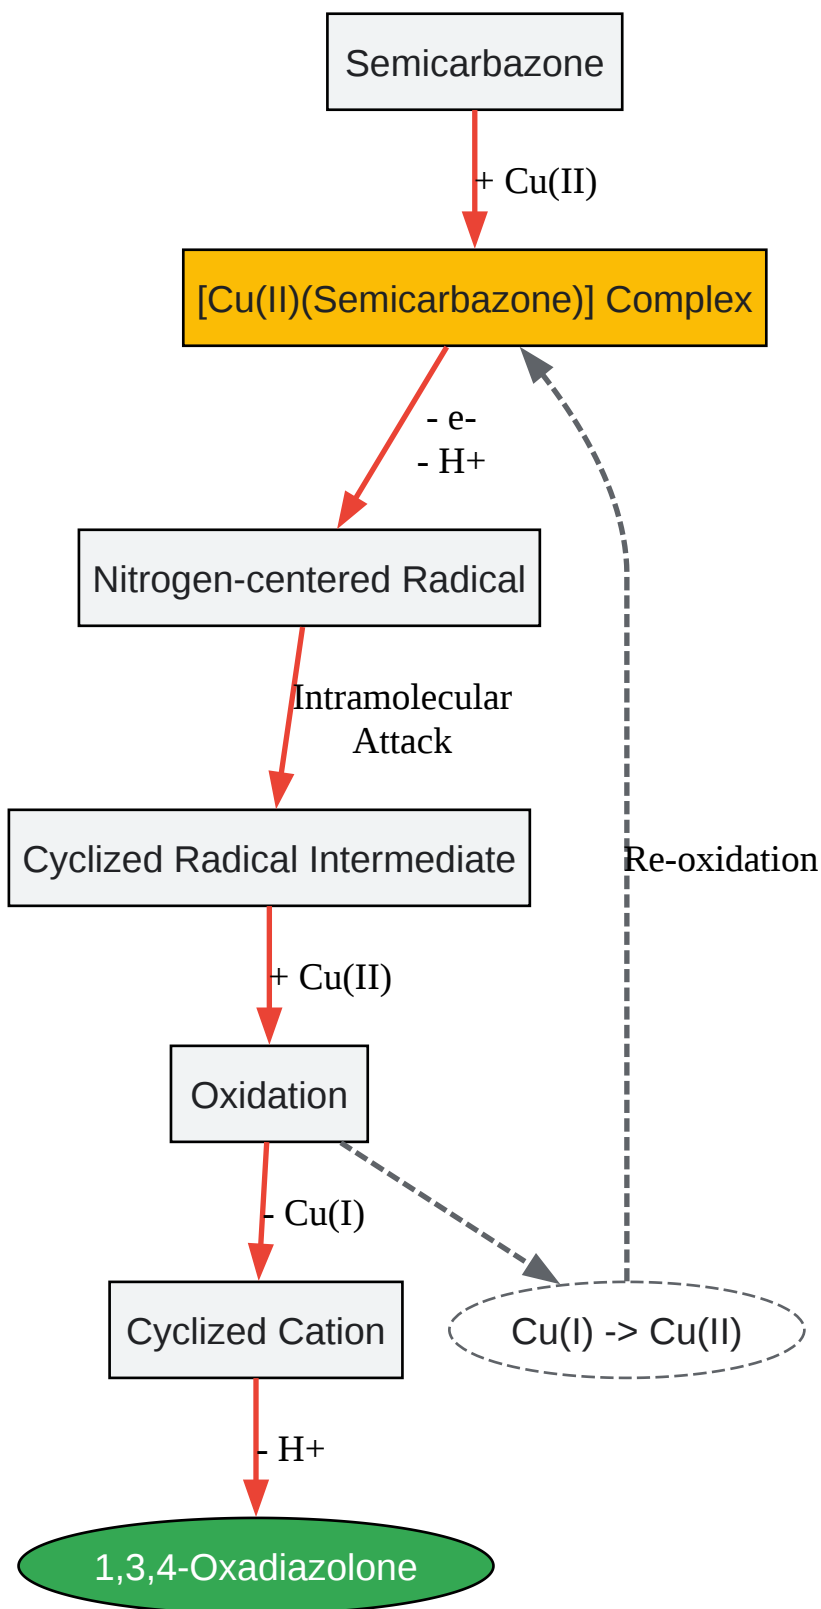 Semicarbazone
+ Cu(II)
[Cu(II)(Semicarbazone)] Complex
- e-
- H+
Nitrogen-centered Radical
Intramolecular
Attack
Cyclized Radical Intermediate
Re-oxidation
+ Cu(II)
Oxidation
- Cu(I)
Cyclized Cation
Cu(I) -> Cu(II)
- H+
1,3,4-Oxadiazolone